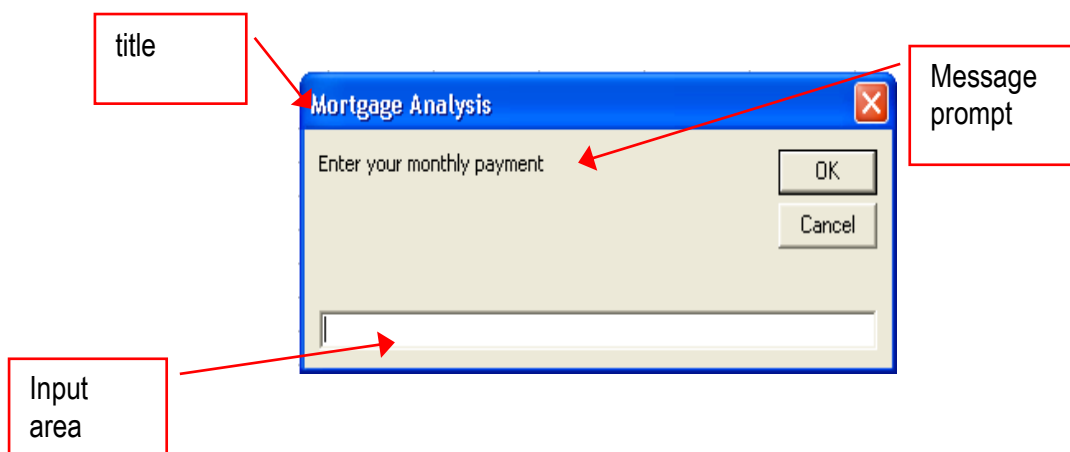 title
Message
prompt
Mortgage Analysis
Enter your monthly payment
OK
Cancel
Input
area